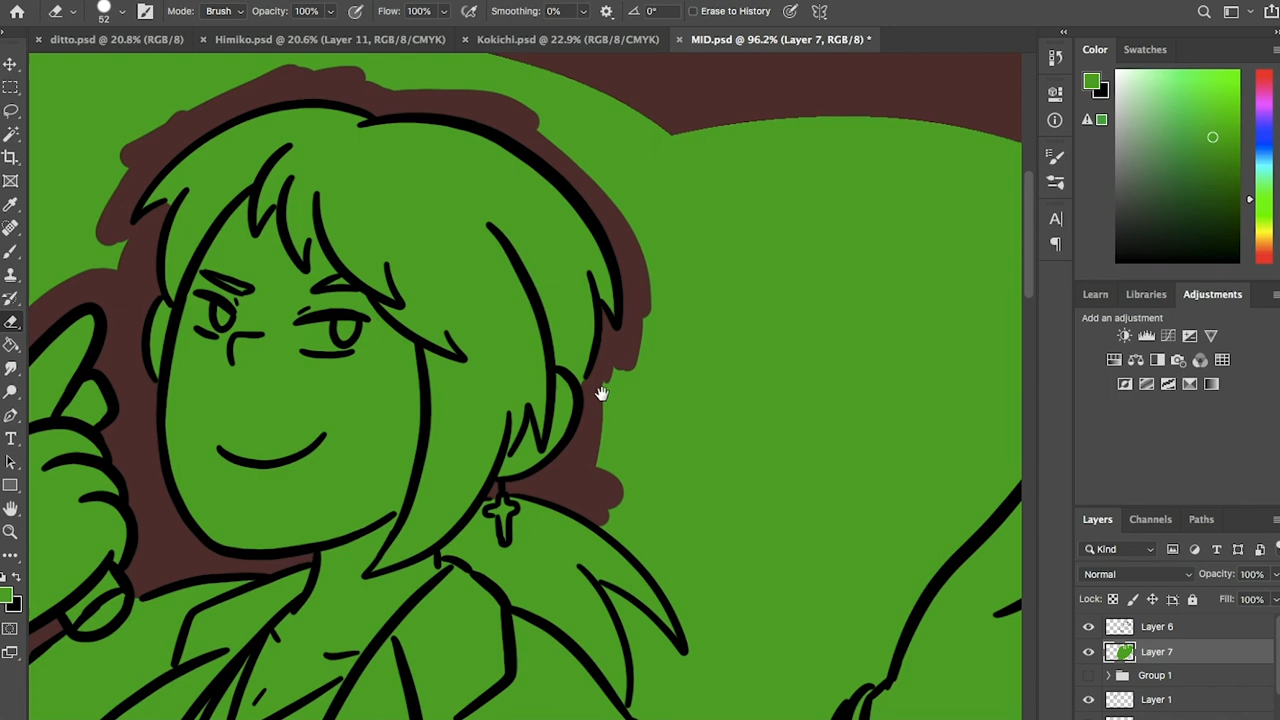 52 Mode: Brush Opacity: 100% Flow: 100% Smoothing: 0% 0° Erase to History
ditto.psd @ 20.8% (RGB/8) Himiko.psd @ 20.6% (Layer 11, RGB/8/CMYK) Kokichi.psd @ 22.9% (RGB/8/CMYK) MID.psd @ 96.2% (Layer 7, RGB/8) *
Color Swatches
Learn Libraries Adjustments
Add an adjustment
Layers Channels Paths
Kind
Normal Opacity: 100%
Lock: Fill: 100%
Layer 6
Layer 7
Group 1
Layer 1